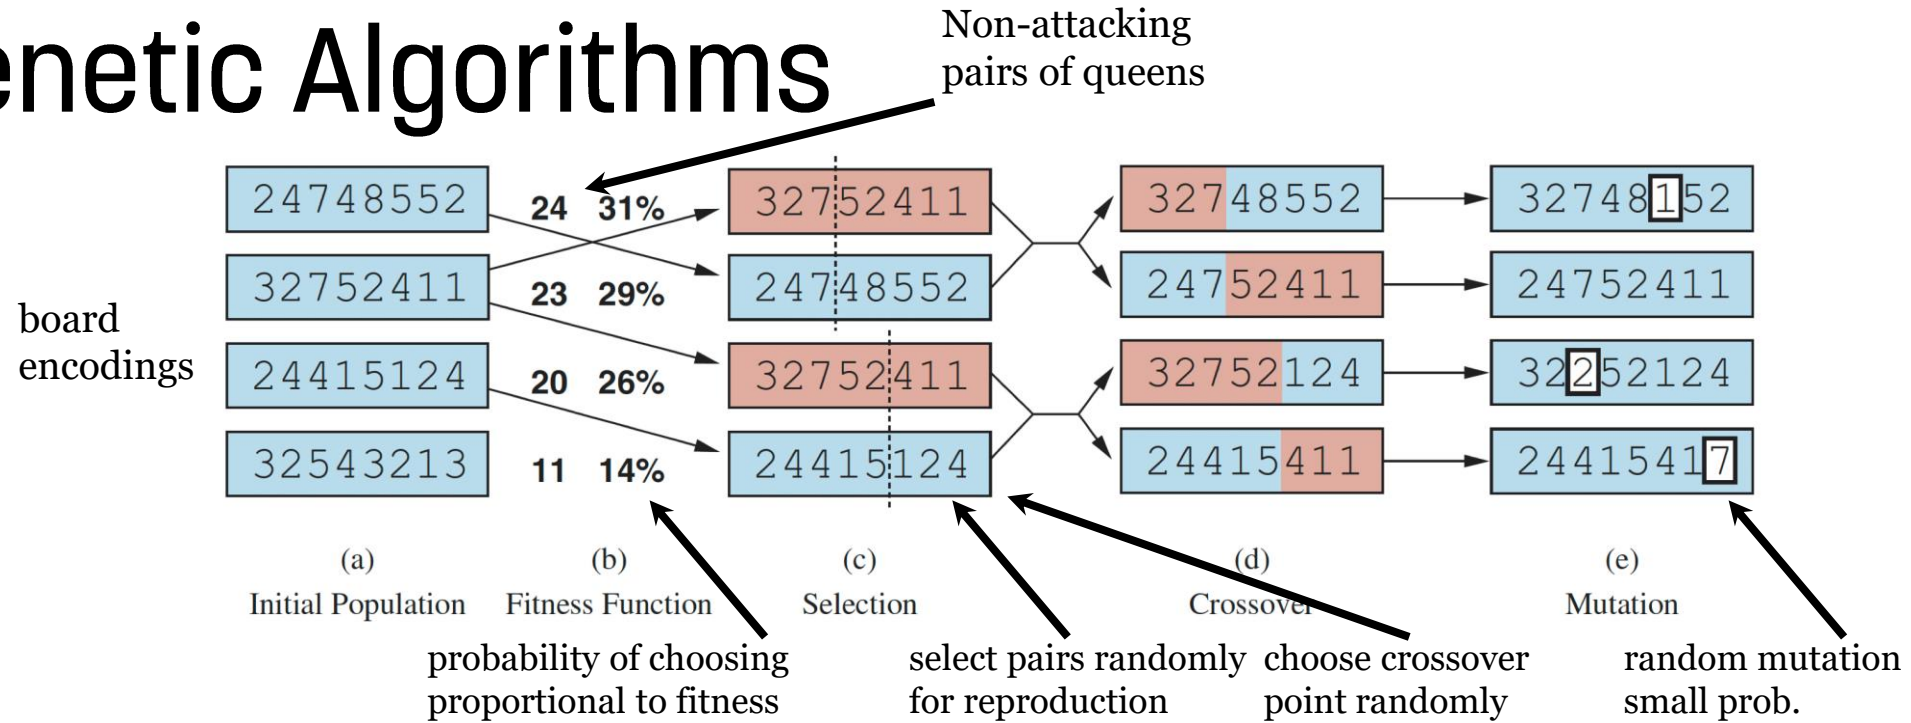 enetic Algorithms
Non-attacking
pairs of queens
board
encodings
24748552
32752411
24415124
32543213
24 31%
23 29%
20 26%
11 14%
32752411
24748552
32752411
24415124
32748552
24752411
32752124
24415411
32748152
24752411
32252124
24415417
(a)
Initial Population
(b)
Fitness Function
(c)
Selection
(d)
Crossover
(e)
Mutation
probability of choosing
proportional to fitness
select pairs randomly
for reproduction
choose crossover
point randomly
random mutation
small prob.